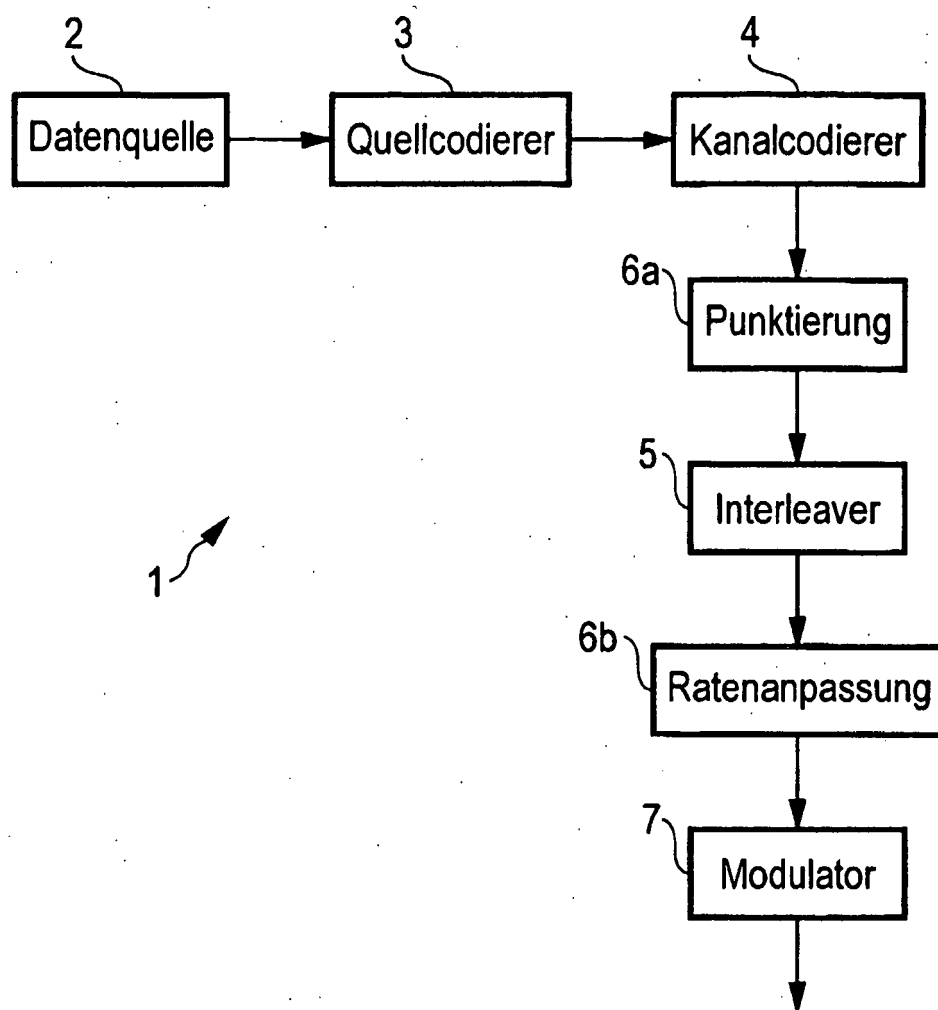 2
3
4
Datenquelle
Quellcodierer
Kanalcodierer
6a
Punktierung
5
Interleaver
1
6b
Ratenanpassung
7
Modulator